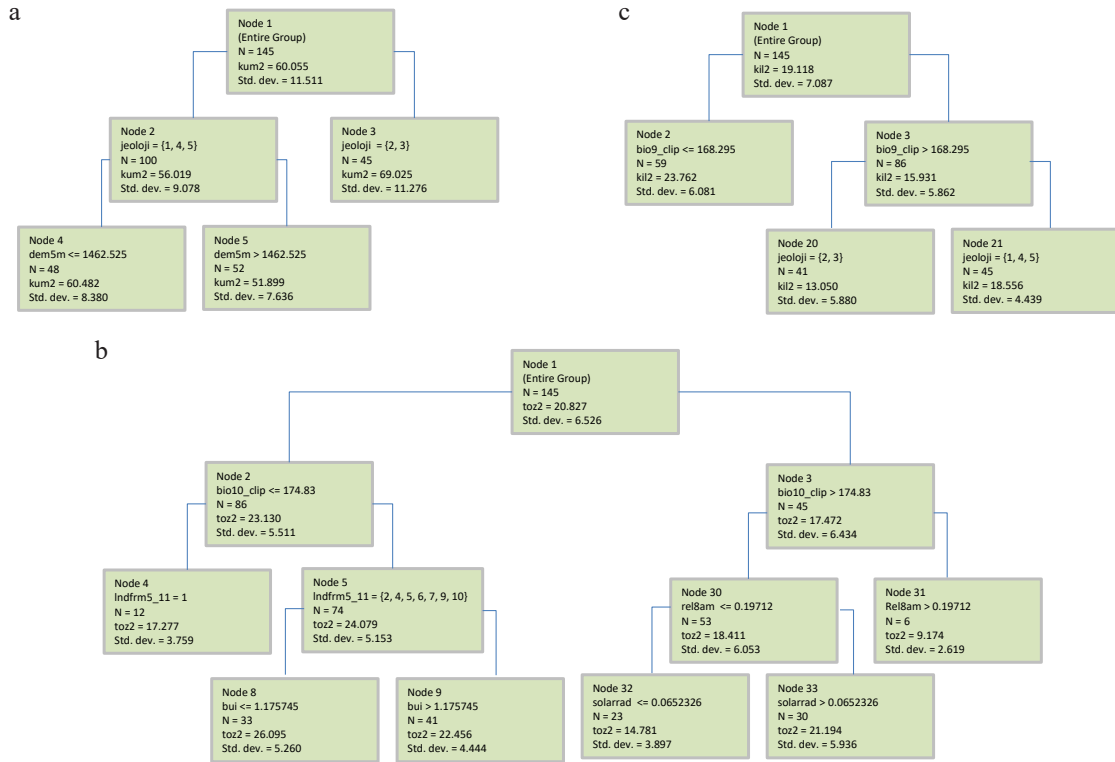 a
Node 1
(Entire Group)
N = 145
kum2 = 60.055
Std. dev. = 11.511
Node 2
jeoloji = {1, 4, 5}
N = 100
kum2 = 56.019
Std. dev. = 9.078
Node 3
jeoloji = {2, 3}
N = 45
kum2 = 69.025
Std. dev. = 11.276
Node 4
dem5m <= 1462.525
N = 48
kum2 = 60.482
Std. dev. = 8.380
Node 5
dem5m > 1462.525
N = 52
kum2 = 51.899
Std. dev. = 7.636
c
Node 1
(Entire Group)
N = 145
kil2 = 19.118
Std. dev. = 7.087
Node 2
bio9_clip <= 168.295
N = 59
kil2 = 23.762
Std. dev. = 6.081
Node 3
bio9_clip > 168.295
N = 86
kil2 = 15.931
Std. dev. = 5.862
Node 20
jeoloji = {2, 3}
N = 41
kil2 = 13.050
Std. dev. = 5.880
Node 21
jeoloji = {1, 4, 5}
N = 45
kil2 = 18.556
Std. dev. = 4.439
b
Node 1
(Entire Group)
N = 145
toz2 = 20.827
Std. dev. = 6.526
Node 2
bio10_clip <= 174.83
N = 86
toz2 = 23.130
Std. dev. = 5.511
Node 3
bio10_clip > 174.83
N = 45
toz2 = 17.472
Std. dev. = 6.434
Node 4
lndfrm5_11 = 1
N = 12
toz2 = 17.277
Std. dev. = 3.759
Node 5
lndfrm5_11 = {2, 4, 5, 6, 7, 9, 10}
N = 74
toz2 = 24.079
Std. dev. = 5.153
Node 30
rel8am <= 0.19712
N = 53
toz2 = 18.411
Std. dev. = 6.053
Node 31
Rel8am > 0.19712
N = 6
toz2 = 9.174
Std. dev. = 2.619
Node 8
bui <= 1.175745
N = 33
toz2 = 26.095
Std. dev. = 5.260
Node 9
bui > 1.175745
N = 41
toz2 = 22.456
Std. dev. = 4.444
Node 32
solarrad <= 0.0652326
N = 23
toz2 = 14.781
Std. dev. = 3.897
Node 33
solarrad > 0.0652326
N = 30
toz2 = 21.194
Std. dev. = 5.936